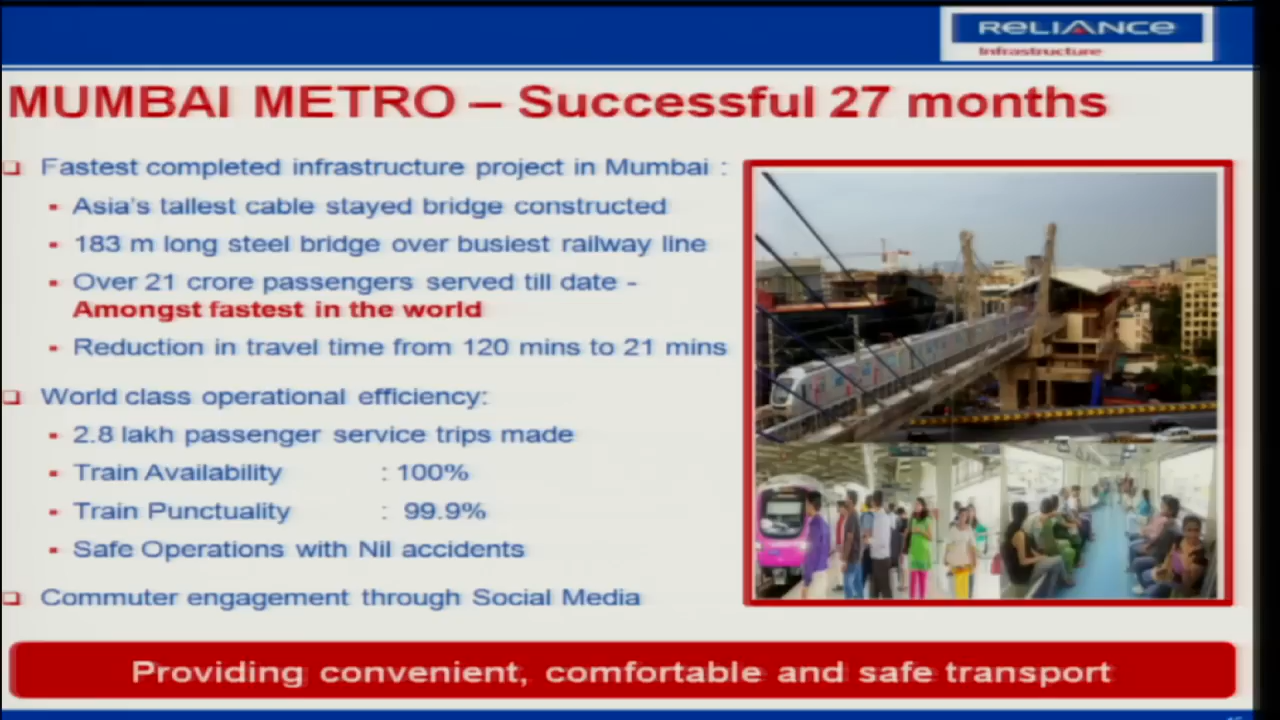 RELIANCE
Infrastructure
MUMBAI METRO – Successful 27 months
Fastest completed infrastructure project in Mumbai :
Asia's tallest cable stayed bridge constructed
183 m long steel bridge over busiest railway line
Over 21 crore passengers served till date -
Amongst fastest in the world
Reduction in travel time from 120 mins to 21 mins
World class operational efficiency:
2.8 lakh passenger service trips made
Train Availability : 100%
Train Punctuality : 99.9%
Safe Operations with Nil accidents
Commuter engagement through Social Media
Providing convenient, comfortable and safe transport